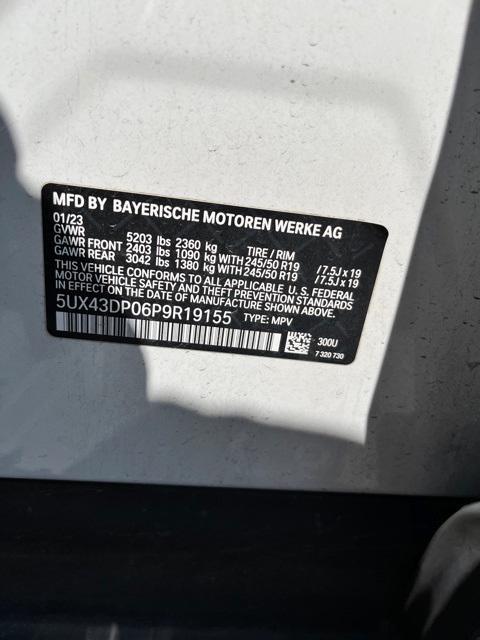 MFD BY BAYERISCHE MOTOREN WERKE AG
01/23
GVWR 5203 lbs 2360 kg TIRE / RIM
GAWR FRONT 2403 lbs 1090 kg WITH 245/50 R19 / 7.5J x 19
GAWR REAR 3042 lbs 1380 kg WITH 245/50 R19 / 7.5J x 19
THIS VEHICLE CONFORMS TO ALL APPLICABLE U.S. FEDERAL
MOTOR VEHICLE SAFETY AND THEFT PREVENTION STANDARDS
IN EFFECT ON THE DATE OF MANUFACTURE SHOWN ABOVE.
5UX43DP06P9R19155 TYPE: MPV
300U
7 320 730